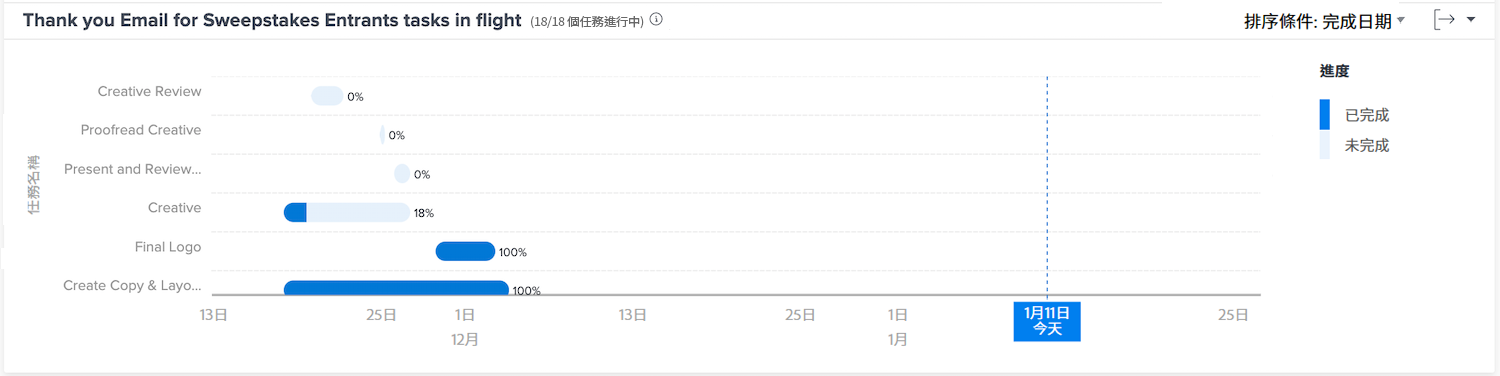 Thank you Email for Sweepstakes Entrants tasks in flight (18/18 個任務進行中)
排序條件: 完成日期
進度
已完成
未完成
任務名稱
Creative Review
0%
Proofread Creative
0%
Present and Review...
0%
Creative
18%
Final Logo
100%
Create Copy & Layo...
100%
13日 25日 1日 13日 25日 1日 25日
12月 1月
1月11日
今天